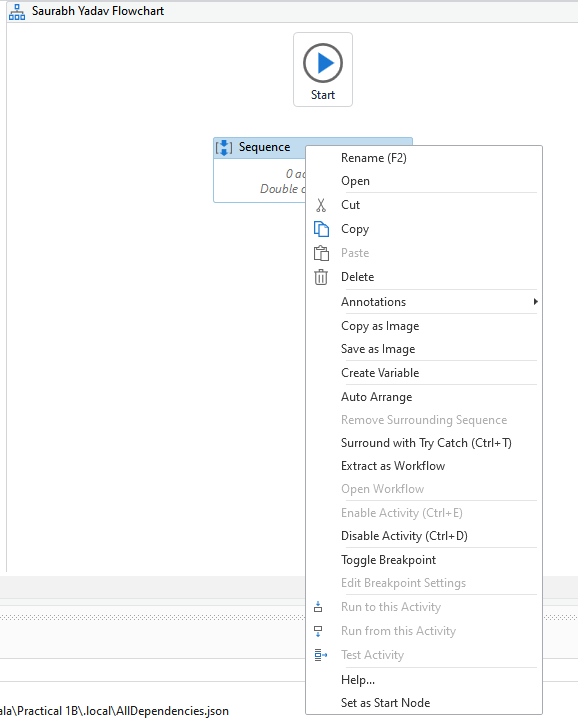 Saurabh Yadav Flowchart
Start
Sequence
0 ac
Double c
Rename (F2)
Open
Cut
Copy
Paste
Delete
Annotations
Copy as Image
Save as Image
Create Variable
Auto Arrange
Remove Surrounding Sequence
Surround with Try Catch (Ctrl+T)
Extract as Workflow
Open Workflow
Enable Activity (Ctrl+E)
Disable Activity (Ctrl+D)
Toggle Breakpoint
Edit Breakpoint Settings
Run to this Activity
Run from this Activity
Test Activity
Help...
Set as Start Node
ala\Practical 1B\.local\AllDependencies.json